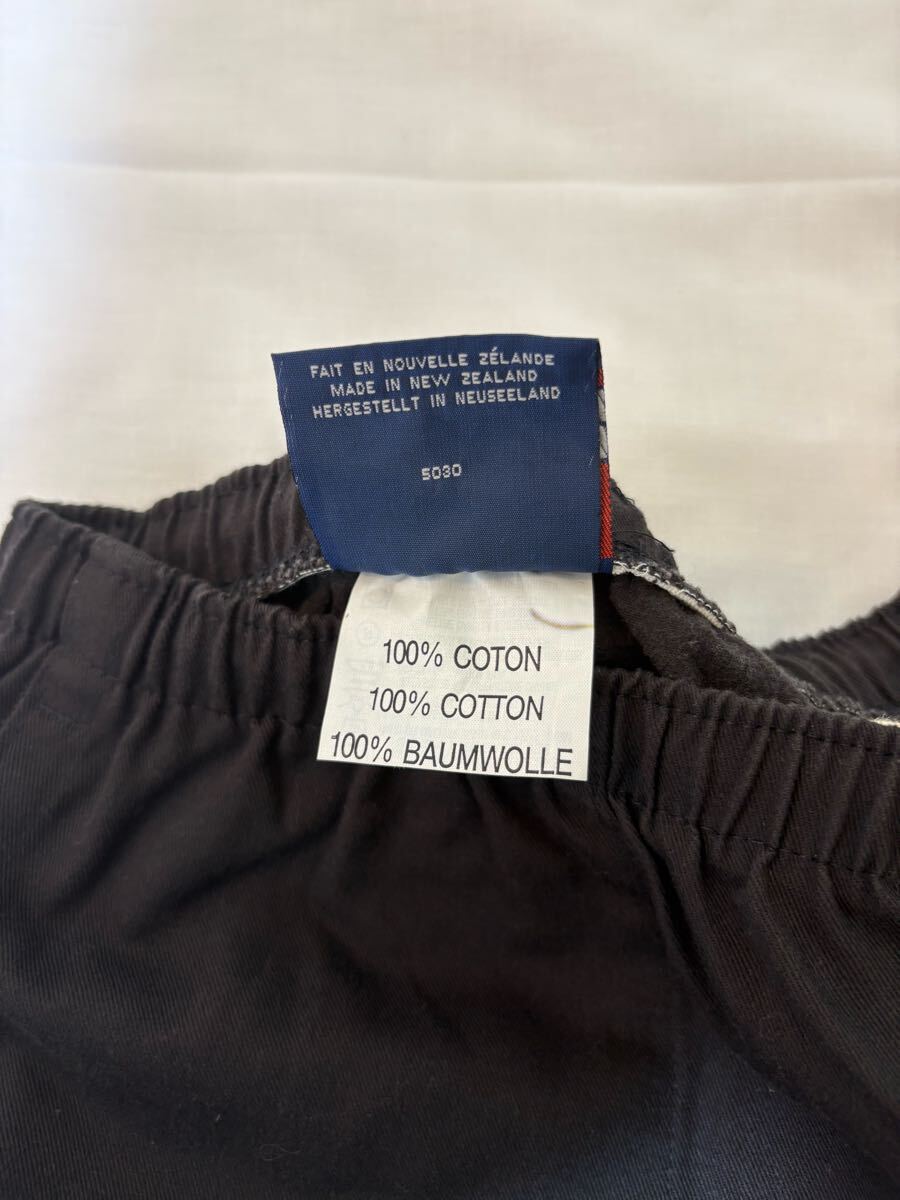 FAIT EN NOUVELLE ZÉLANDE
MADE IN NEW ZEALAND
HERGESTELLT IN NEUSEELAND
5030
100% COTON
100% COTTON
100% BAUMWOLLE